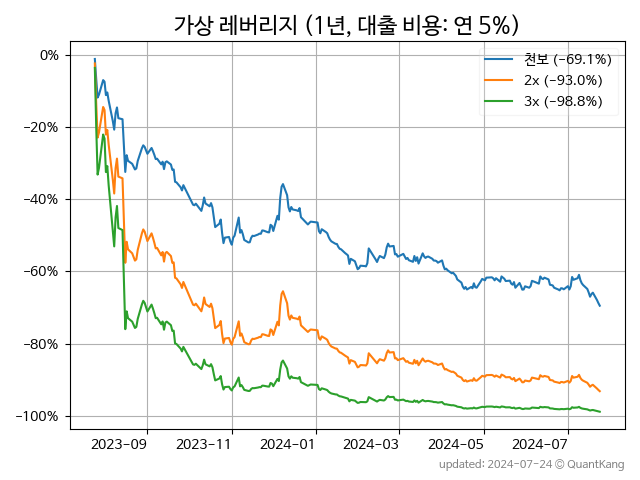 가상 레버리지 (1년, 대출 비용: 연 5%)
천보 (−69.1%)
2x (−93.0%)
3x (−98.8%)
0%
−20%
−40%
−60%
−80%
−100%
2023-09 2023-11 2024-01 2024-03 2024-05 2024-07
updated: 2024-07-24 © QuantKang